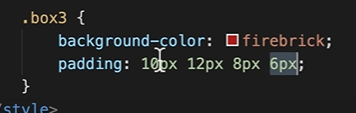 .box3 {
background-color: firebrick;
padding: 10px 12px 8px 6px;
}
/style>